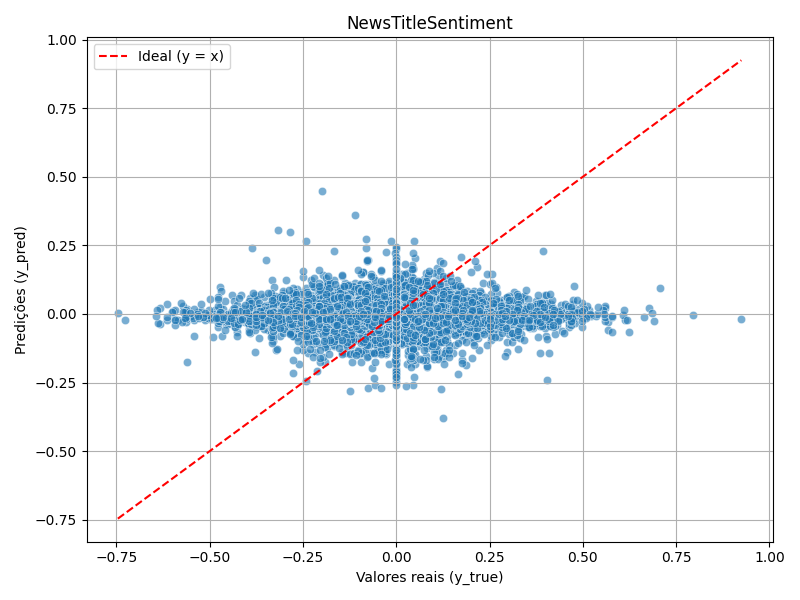 NewsTitleSentiment
Ideal (y = x)
1.00
0.75
0.50
0.25
0.00
−0.25
−0.50
−0.75
Predições (y_pred)
−0.75 −0.50 −0.25 0.00 0.25 0.50 0.75 1.00
Valores reais (y_true)